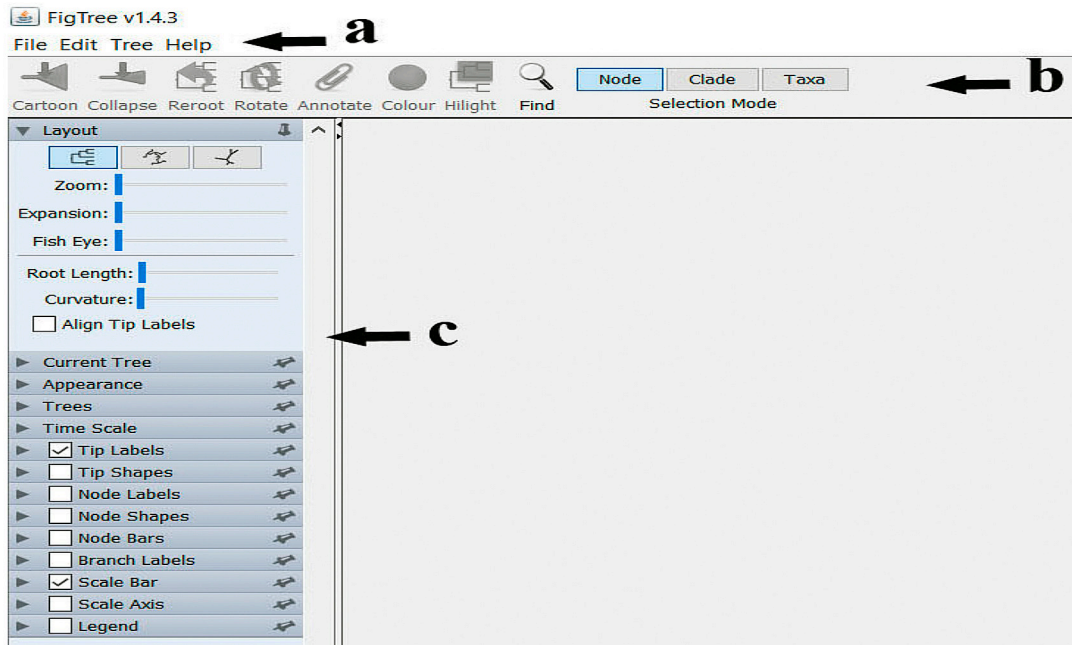 FigTree v1.4.3
File Edit Tree Help
a
Cartoon Collapse Reroot Rotate Annotate Colour Hilight Find
Node Clade Taxa
Selection Mode
b
Layout
Zoom:
Expansion:
Fish Eye:
Root Length:
Curvature:
Align Tip Labels
c
Current Tree
Appearance
Trees
Time Scale
Tip Labels
Tip Shapes
Node Labels
Node Shapes
Node Bars
Branch Labels
Scale Bar
Scale Axis
Legend